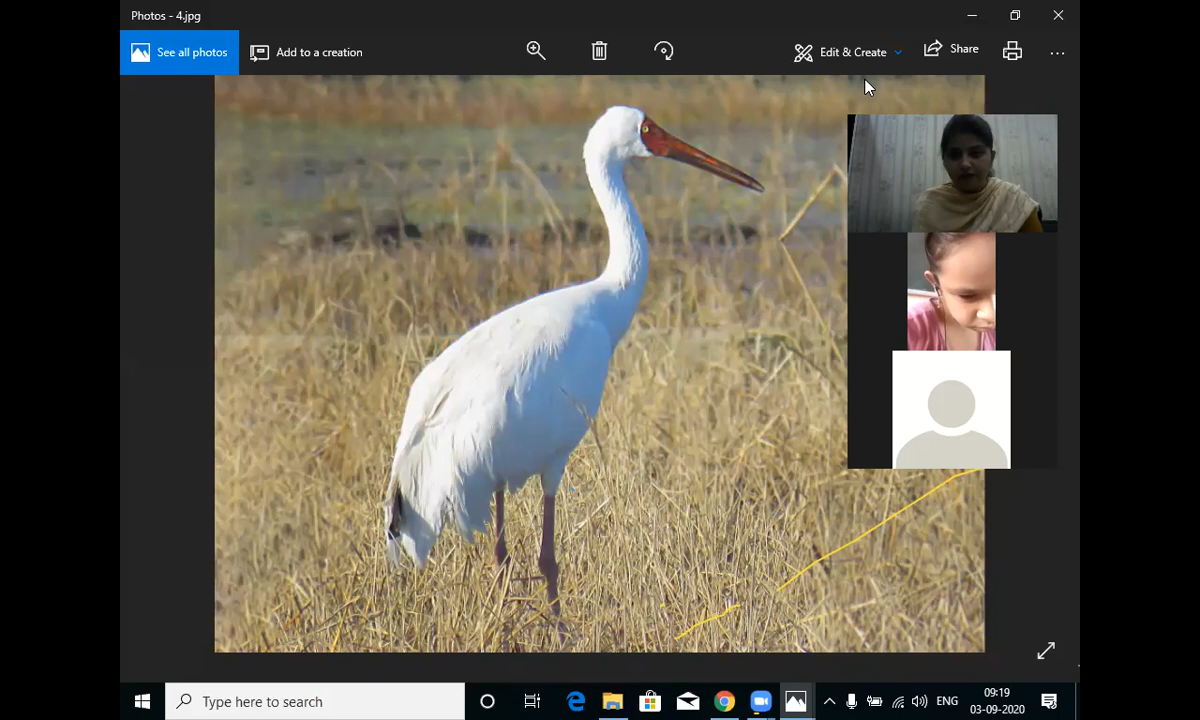 Photos - 4.jpg
See all photos
Add to a creation
Edit & Create
Share
Type here to search
ENG
09:19
03-09-2020